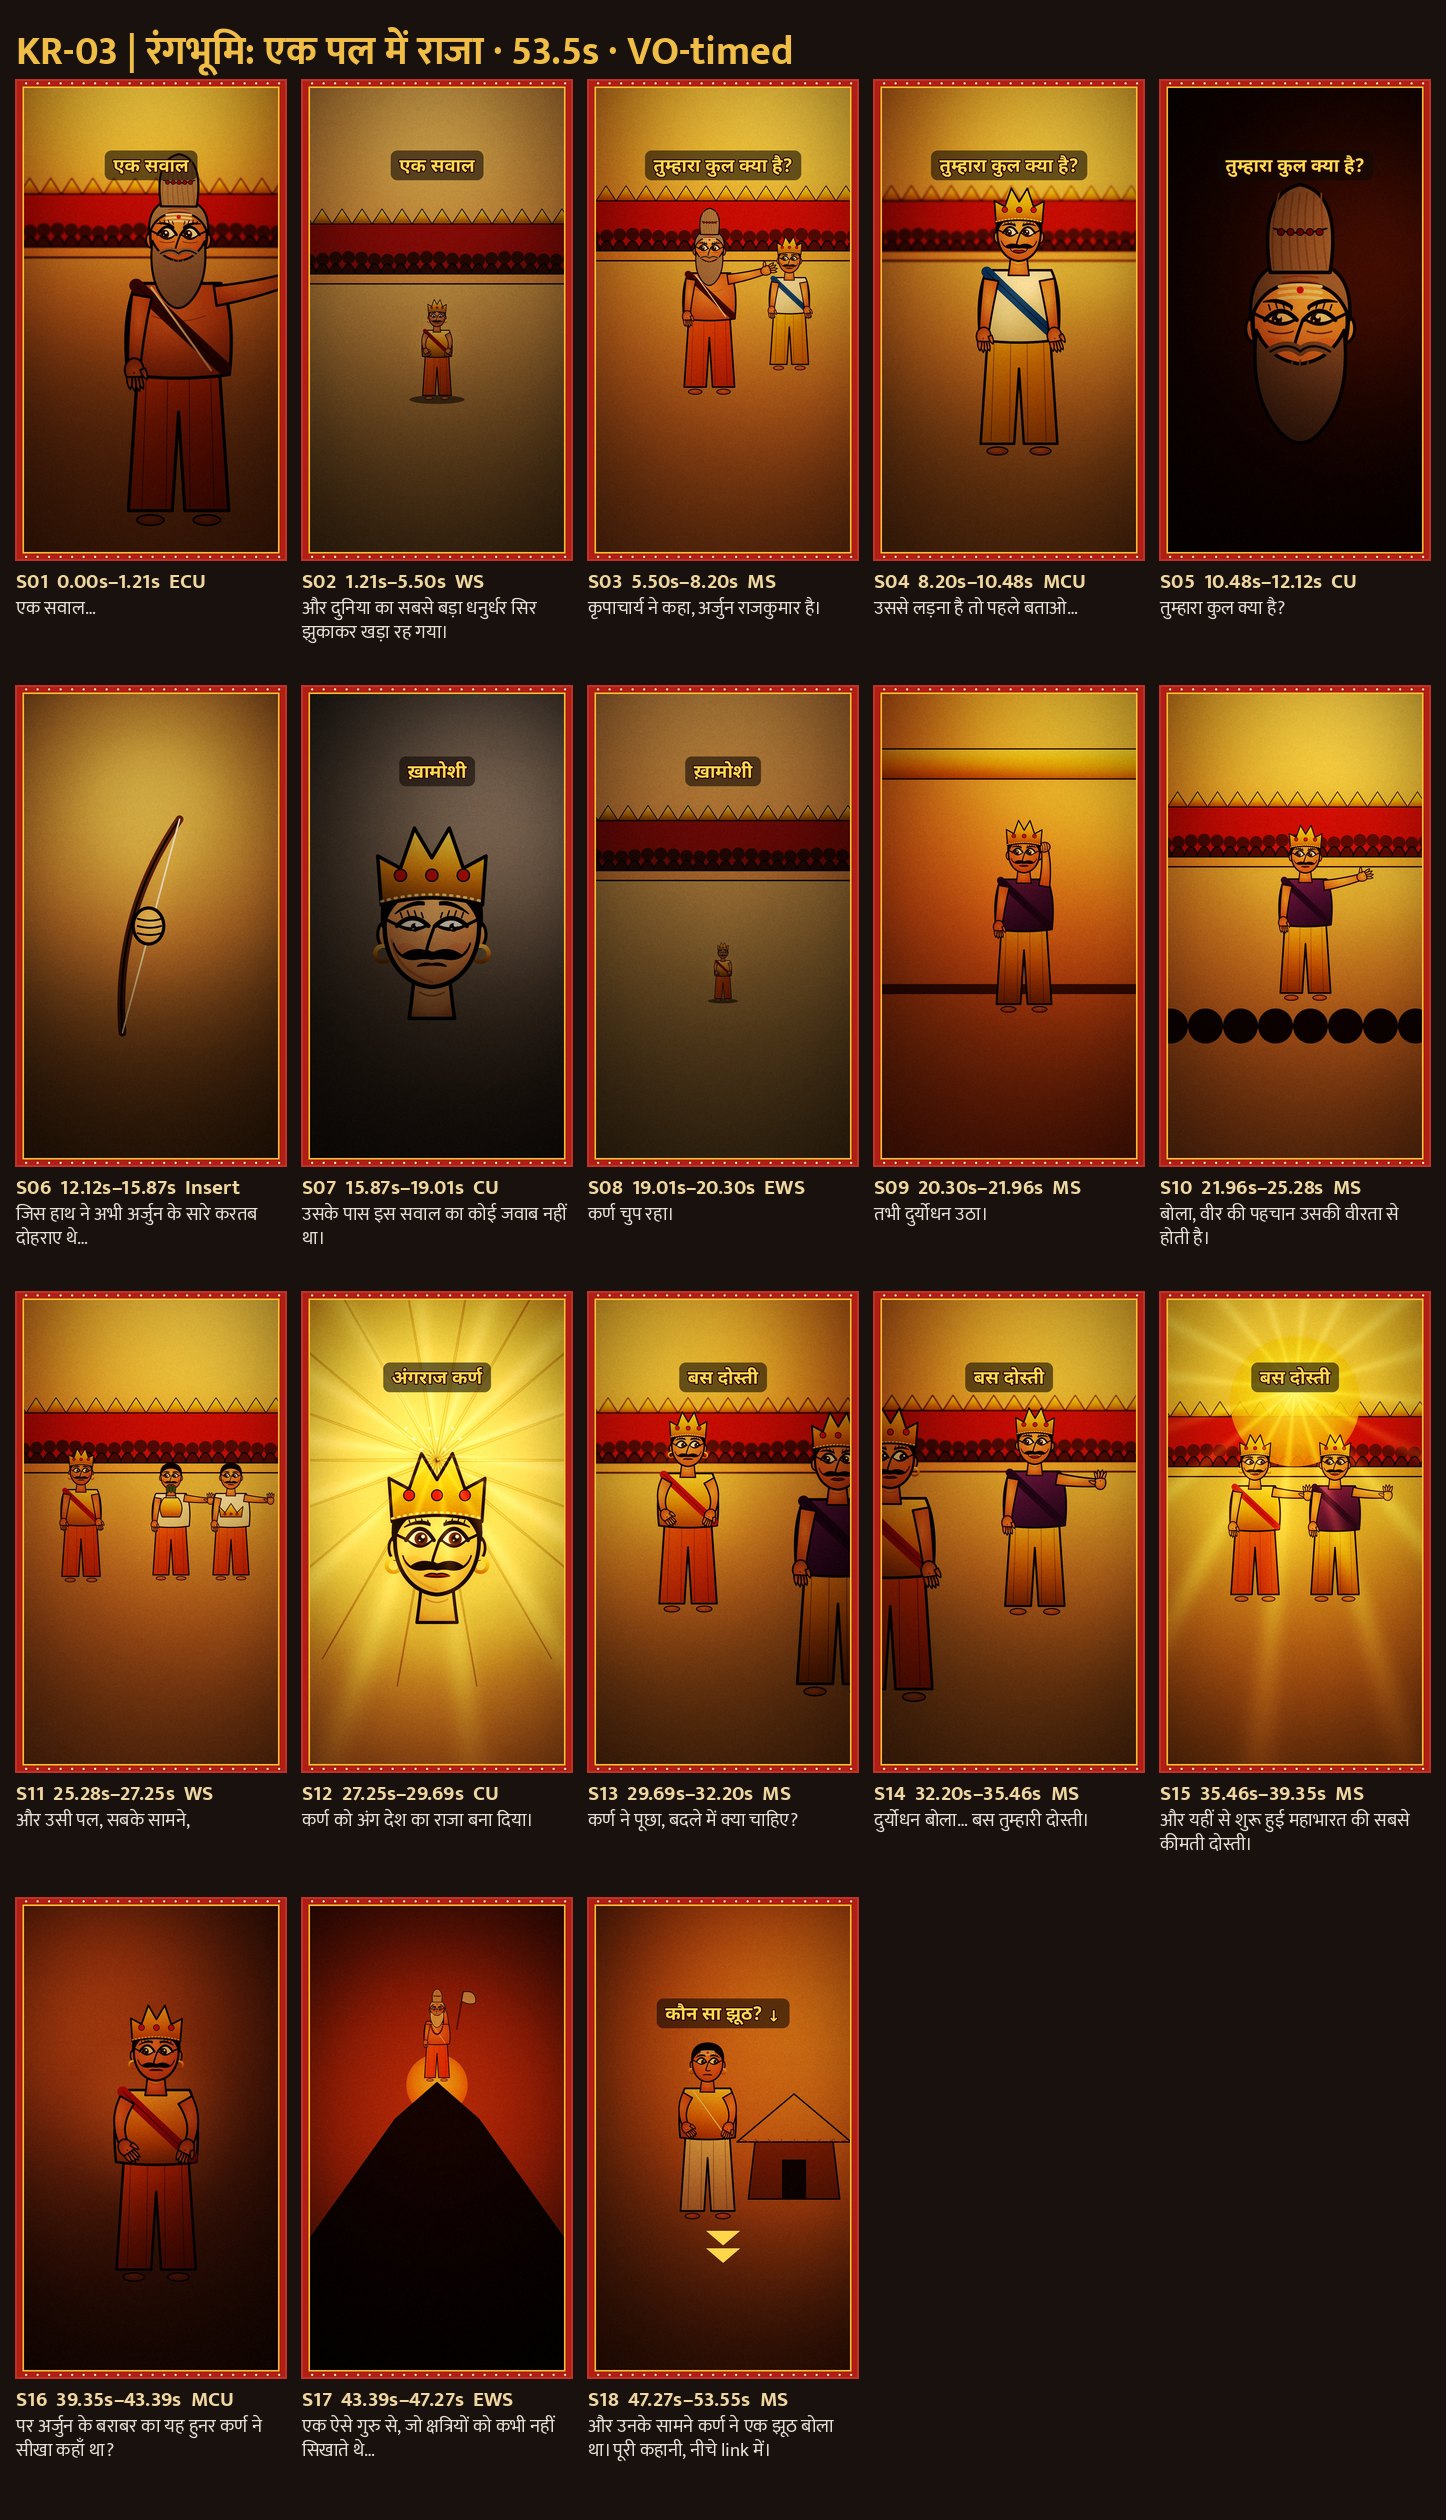 KR-03 | रंगभूमि: एक पल में राजा · 53.5s · VO-timed
एक सवाल
एक सवाल
तुम्हारा कुल क्या है?
तुम्हारा कुल क्या है?
तुम्हारा कुल क्या है?
S01 0.00s–1.21s ECU
एक सवाल...
S02 1.21s–5.50s WS
और दुनिया का सबसे बड़ा धनुर्धर सिर
झुकाकर खड़ा रह गया।
S03 5.50s–8.20s MS
कृपाचार्य ने कहा, अर्जुन राजकुमार है।
S04 8.20s–10.48s MCU
उससे लड़ना है तो पहले बताओ...
S05 10.48s–12.12s CU
तुम्हारा कुल क्या है?
ख़ामोशी
ख़ामोशी
S06 12.12s–15.87s Insert
जिस हाथ ने अभी अर्जुन के सारे करतब
दोहराए थे...
S07 15.87s–19.01s CU
उसके पास इस सवाल का कोई जवाब नहीं
था।
S08 19.01s–20.30s EWS
कर्ण चुप रहा।
S09 20.30s–21.96s MS
तभी दुर्योधन उठा।
S10 21.96s–25.28s MS
बोला, वीर की पहचान उसकी वीरता से
होती है।
अंगराज कर्ण
बस दोस्ती
बस दोस्ती
बस दोस्ती
S11 25.28s–27.25s WS
और उसी पल, सबके सामने,
S12 27.25s–29.69s CU
कर्ण को अंग देश का राजा बना दिया।
S13 29.69s–32.20s MS
कर्ण ने पूछा, बदले में क्या चाहिए?
S14 32.20s–35.46s MS
दुर्योधन बोला... बस तुम्हारी दोस्ती।
S15 35.46s–39.35s MS
और यहीं से शुरू हुई महाभारत की सबसे
कीमती दोस्ती।
कौन सा झूठ? ↓
S16 39.35s–43.39s MCU
पर अर्जुन के बराबर का यह हुनर कर्ण ने
सीखा कहाँ था?
S17 43.39s–47.27s EWS
एक ऐसे गुरु से, जो क्षत्रियों को कभी नहीं
सिखाते थे...
S18 47.27s–53.55s MS
और उनके सामने कर्ण ने एक झूठ बोला
था। पूरी कहानी, नीचे link में।